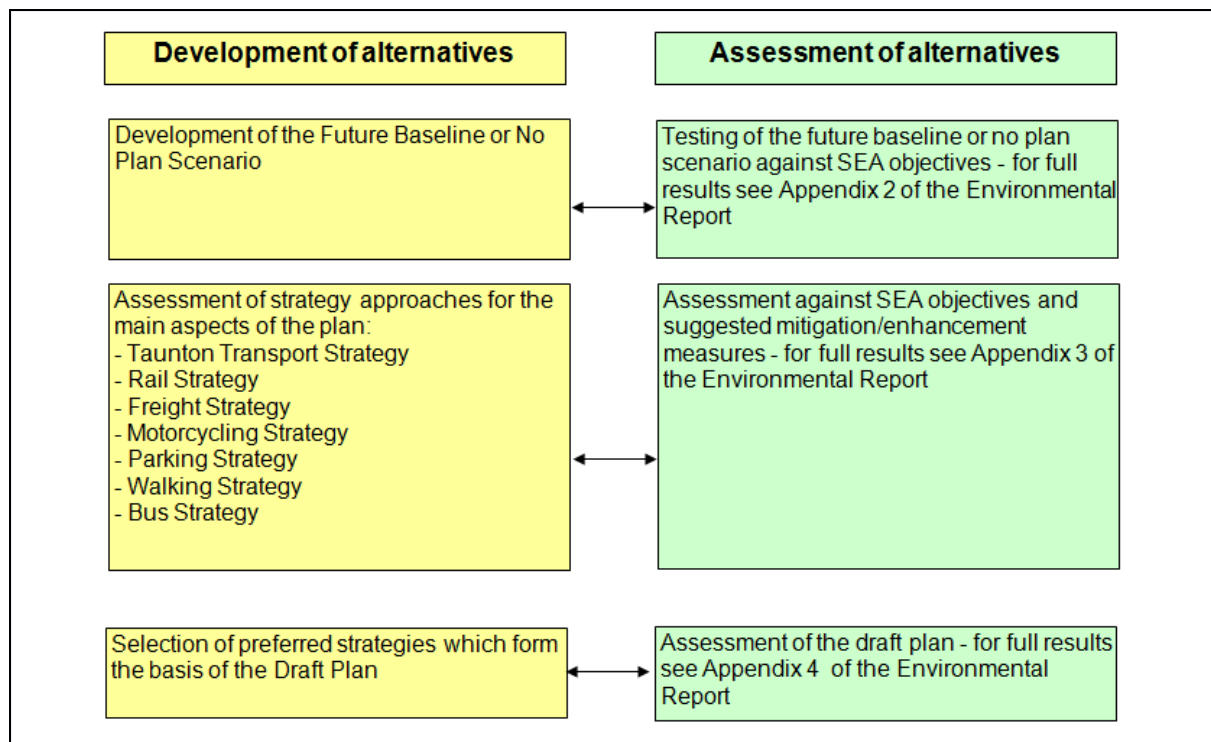 Development of alternatives
Assessment of alternatives
Development of the Future Baseline or No
Plan Scenario
Testing of the future baseline or no plan
scenario against SEA objectives - for full
results see Appendix 2 of the Environmental
Report
Assessment of strategy approaches for the
main aspects of the plan:
- Taunton Transport Strategy
- Rail Strategy
- Freight Strategy
- Motorcycling Strategy
- Parking Strategy
- Walking Strategy
- Bus Strategy
Assessment against SEA objectives and
suggested mitigation/enhancement
measures - for full results see Appendix 3 of
the Environmental Report
Selection of preferred strategies which form
the basis of the Draft Plan
Assessment of the draft plan - for full results
see Appendix 4 of the Environmental
Report